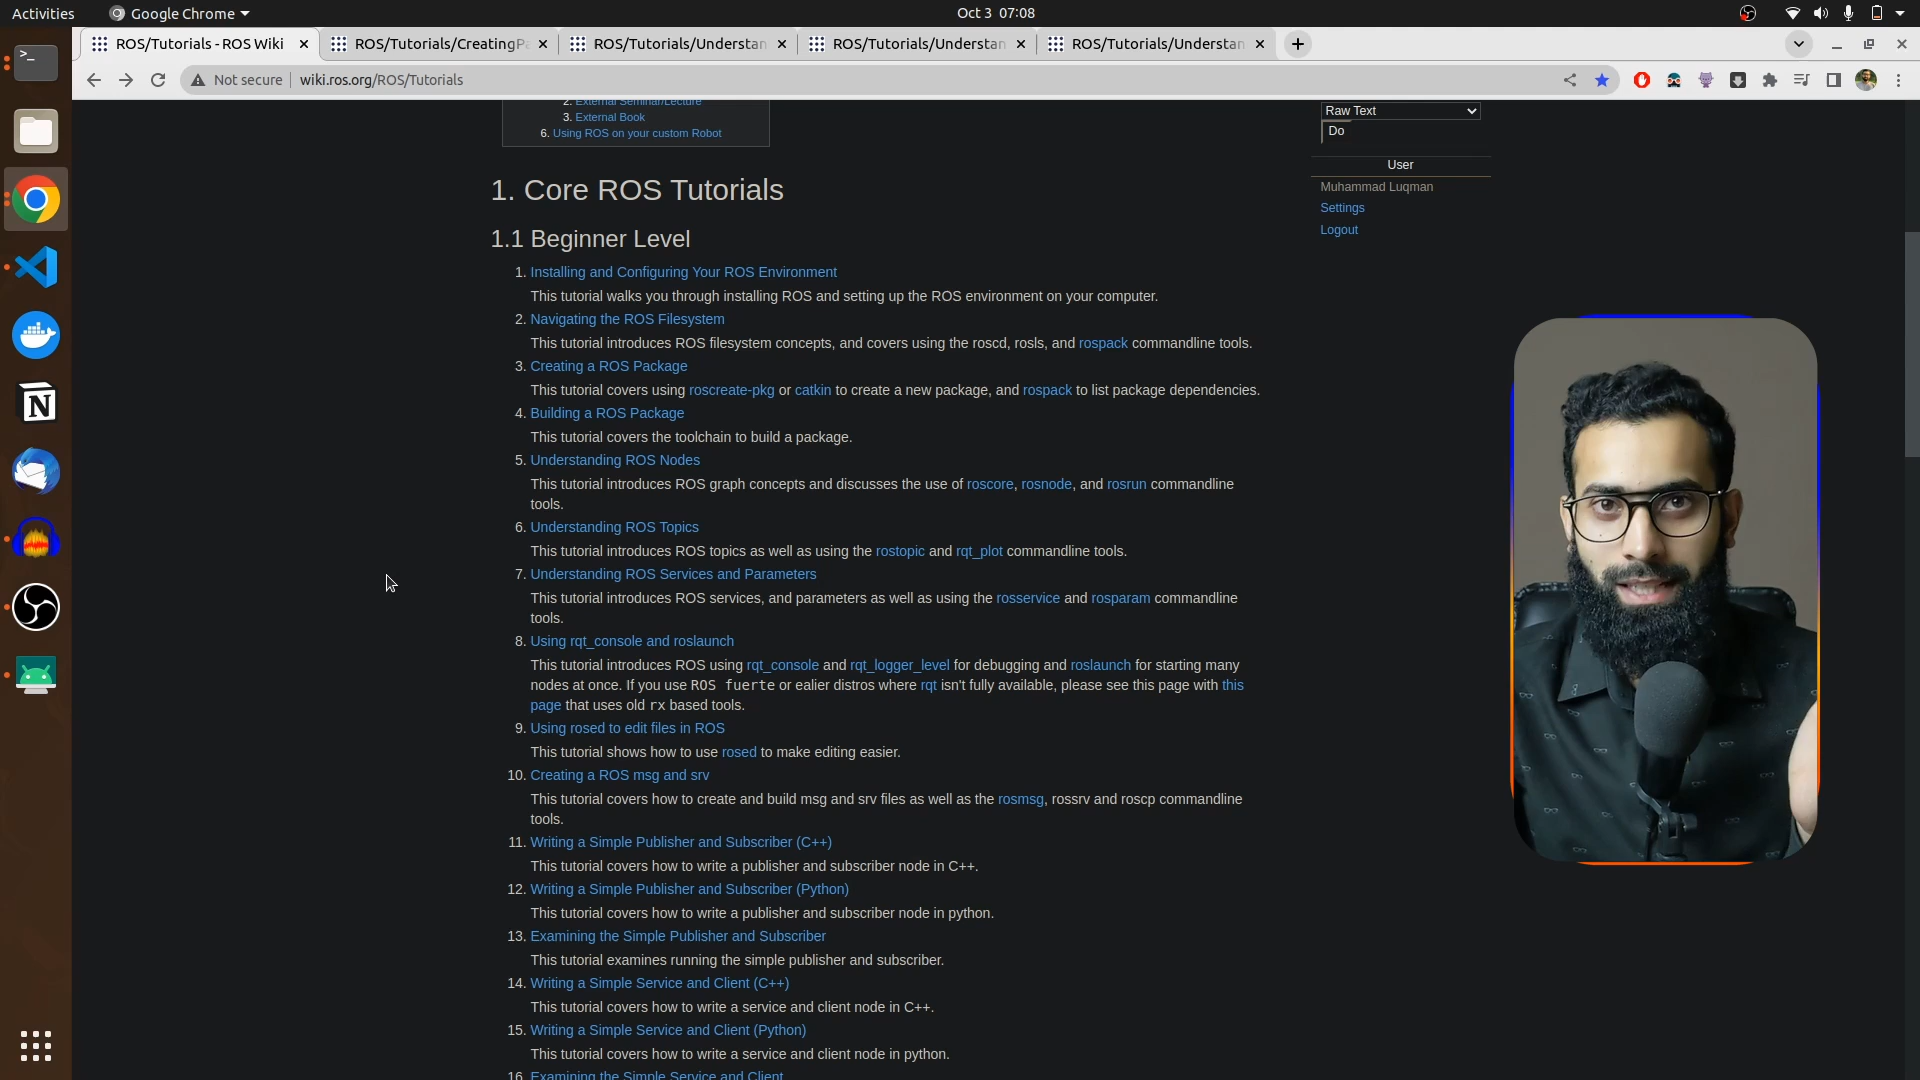 Activities
Google Chrome
Oct 3 07:08
ROS/Tutorials - ROS Wiki
ROS/Tutorials/CreatingPa
ROS/Tutorials/Understan
ROS/Tutorials/Understan
ROS/Tutorials/Understan
Not secure
wiki.ros.org/ROS/Tutorials
2. External Seminar/Lecture
3. External Book
6. Using ROS on your custom Robot
Raw Text
Do
User
Muhammad Luqman
Settings
Logout
1. Core ROS Tutorials
1.1 Beginner Level
1. Installing and Configuring Your ROS Environment
This tutorial walks you through installing ROS and setting up the ROS environment on your computer.
2. Navigating the ROS Filesystem
This tutorial introduces ROS filesystem concepts, and covers using the roscd, rosls, and rospack commandline tools.
3. Creating a ROS Package
This tutorial covers using roscreate-pkg or catkin to create a new package, and rospack to list package dependencies.
4. Building a ROS Package
This tutorial covers the toolchain to build a package.
5. Understanding ROS Nodes
This tutorial introduces ROS graph concepts and discusses the use of roscore, rosnode, and rosrun commandline
tools.
6. Understanding ROS Topics
This tutorial introduces ROS topics as well as using the rostopic and rqt_plot commandline tools.
7. Understanding ROS Services and Parameters
This tutorial introduces ROS services, and parameters as well as using the rosservice and rosparam commandline
tools.
8. Using rqt_console and roslaunch
This tutorial introduces ROS using rqt_console and rqt_logger_level for debugging and roslaunch for starting many
nodes at once. If you use ROS fuerte or ealier distros where rqt isn't fully available, please see this page with this
page that uses old rx based tools.
9. Using rosed to edit files in ROS
This tutorial shows how to use rosed to make editing easier.
10. Creating a ROS msg and srv
This tutorial covers how to create and build msg and srv files as well as the rosmsg, rossrv and roscp commandline
tools.
11. Writing a Simple Publisher and Subscriber (C++)
This tutorial covers how to write a publisher and subscriber node in C++.
12. Writing a Simple Publisher and Subscriber (Python)
This tutorial covers how to write a publisher and subscriber node in python.
13. Examining the Simple Publisher and Subscriber
This tutorial examines running the simple publisher and subscriber.
14. Writing a Simple Service and Client (C++)
This tutorial covers how to write a service and client node in C++.
15. Writing a Simple Service and Client (Python)
This tutorial covers how to write a service and client node in python.
16. Examining the Simple Service and Client